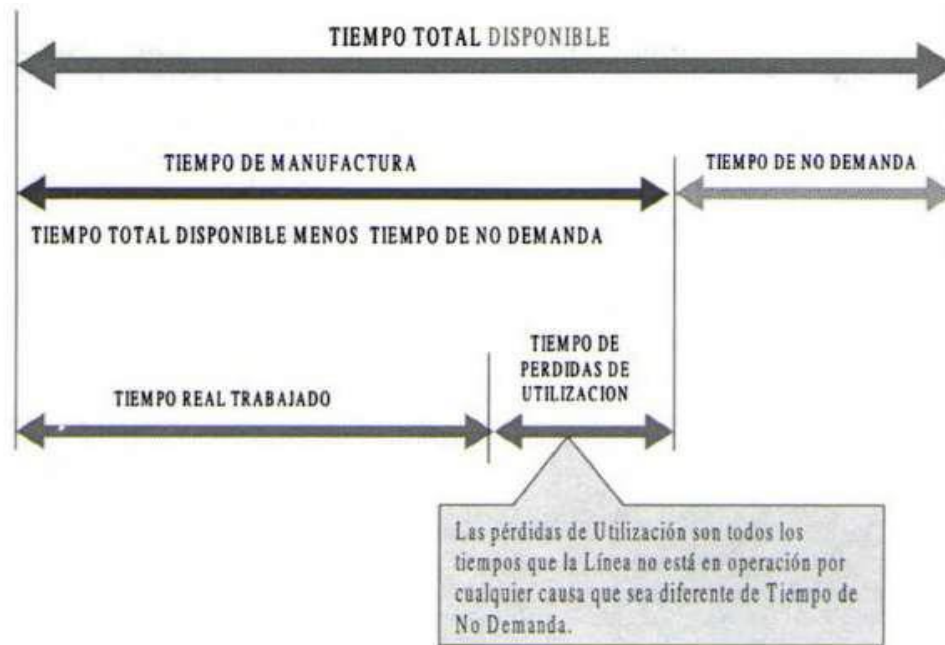 TIEMPO TOTAL DISPONIBLE
TIEMPO DE MANUFACTURA
TIEMPO DE NO DEMANDA
TIEMPO TOTAL DISPONIBLE MENOS TIEMPO DE NO DEMANDA
TIEMPO DE
PERDIDAS DE
UTILIZACION
TIEMPO REAL TRABAJADO
Las pérdidas de Utilización son todos los
tiempos que la Línea no está en operación por
cualquier causa que sea diferente de Tiempo de
No Demanda.